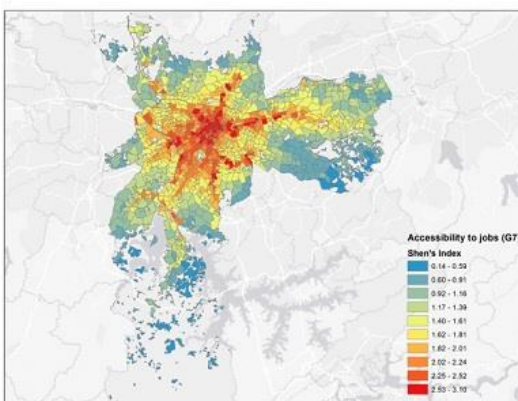 Accessibility to jobs (G7
Shen's Index
0.14 - 0.59
0.60 - 0.91
0.92 - 1.16
1.17 - 1.39
1.40 - 1.61
1.62 - 1.81
1.82 - 2.01
2.02 - 2.24
2.25 - 2.52
2.53 - 3.10